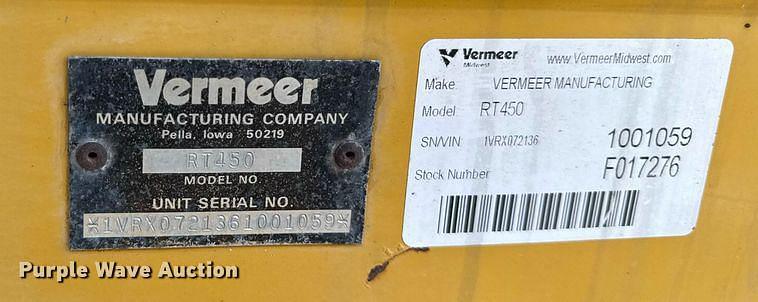 Vermeer
MANUFACTURING COMPANY
Pella, Iowa 50219
RT450
MODEL NO.
UNIT SERIAL NO.
*1VRX0721361001059*
Vermeer
Midwest
www.VermeerMidwest.com
Make: VERMEER MANUFACTURING
Model: RT450
SN/VIN: 1VRX072136 1001059
Stock Number F017276
Purple Wave Auction